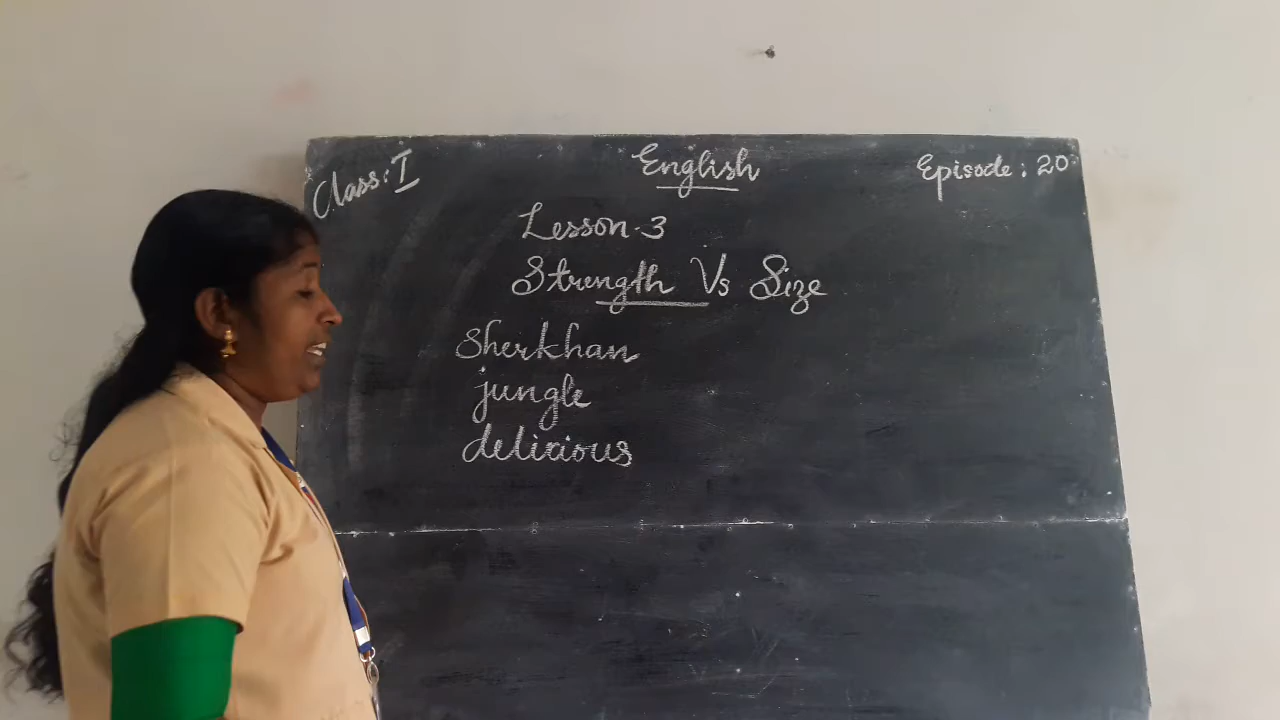 Class: I
English
Episode: 20
Lesson-3
Strength Vs Size
Sherkhan
jungle
delicious